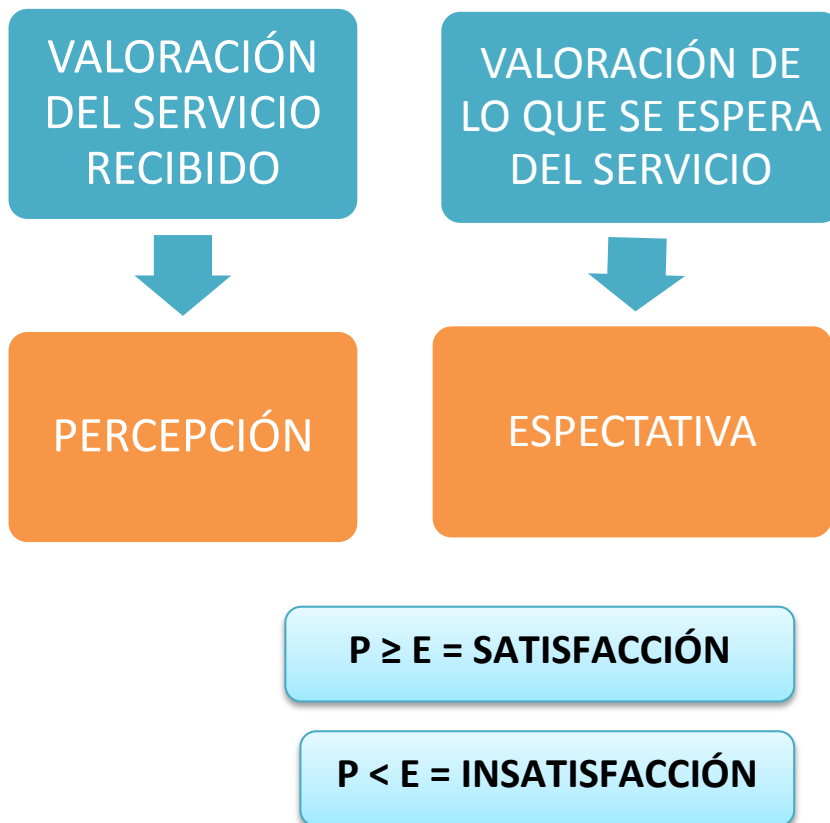 VALORACIÓN
DEL SERVICIO
RECIBIDO
VALORACIÓN DE
LO QUE SE ESPERA
DEL SERVICIO
PERCEPCIÓN
ESPECTATIVA
P ≥ E = SATISFACCIÓN
P < E = INSATISFACCIÓN